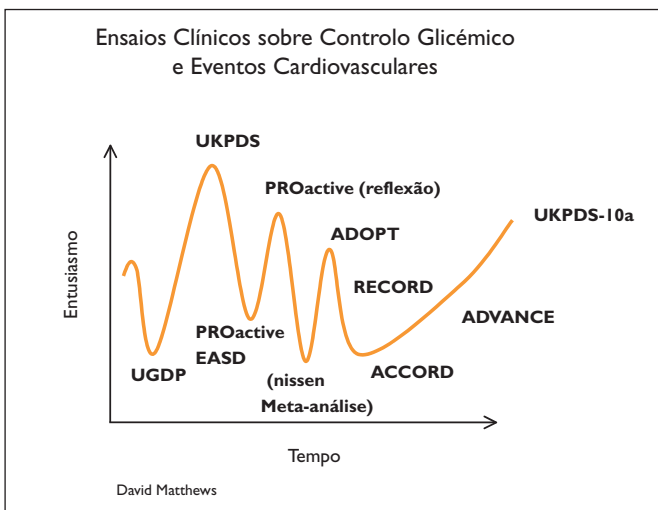 Ensaios Clínicos sobre Controlo Glicémico
e Eventos Cardiovasculares
UKPDS
PROactive (reflexão)
UKPDS-10a
ADOPT
RECORD
ADVANCE
PROactive
EASD
UGDP
(nissen
Meta-análise)
ACCORD
Entusiasmo
Tempo
David Matthews